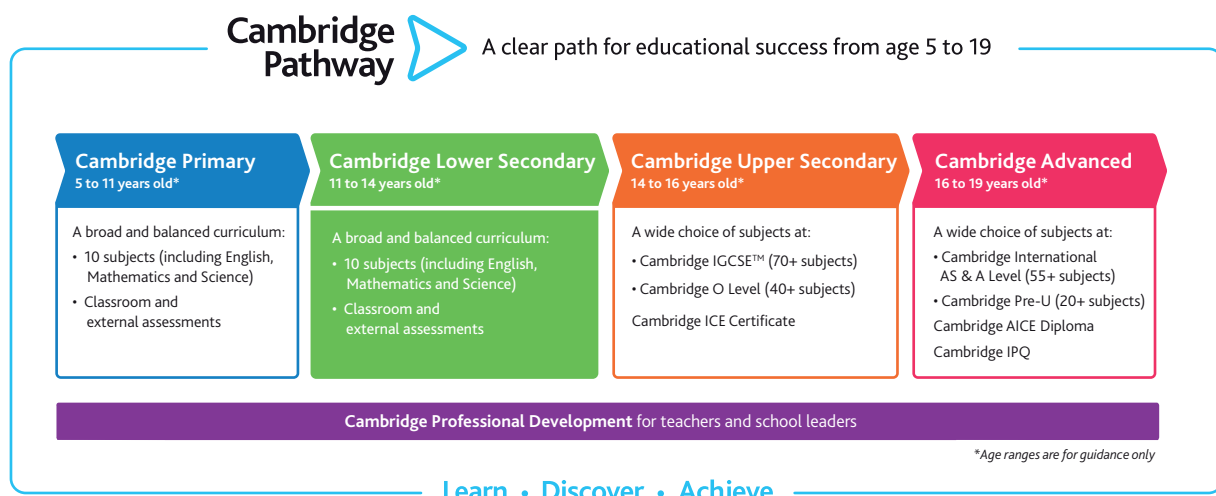 Cambridge
Pathway
A clear path for educational success from age 5 to 19
Cambridge Primary
5 to 11 years old*
A broad and balanced curriculum:
• 10 subjects (including English,
Mathematics and Science)
• Classroom and
external assessments
Cambridge Lower Secondary
11 to 14 years old*
A broad and balanced curriculum:
• 10 subjects (including English,
Mathematics and Science)
• Classroom and
external assessments
Cambridge Upper Secondary
14 to 16 years old*
A wide choice of subjects at:
• Cambridge IGCSE™ (70+ subjects)
• Cambridge O Level (40+ subjects)
Cambridge ICE Certificate
Cambridge Advanced
16 to 19 years old*
A wide choice of subjects at:
• Cambridge International
AS & A Level (55+ subjects)
• Cambridge Pre-U (20+ subjects)
Cambridge AICE Diploma
Cambridge IPQ
Cambridge Professional Development for teachers and school leaders
*Age ranges are for guidance only
Learn • Discover • Achieve